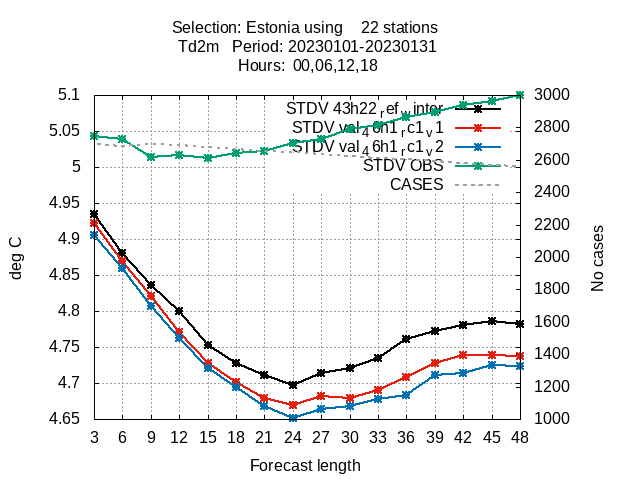 Selection: Estonia using 22 stations
Td2m Period: 20230101-20230131
Hours: 00,06,12,18
5.1
5.05
5
4.95
4.9
4.85
4.8
4.75
4.7
4.65
deg C
STDV 43h22ref_inter
STDV val46h1rc1v1
STDV val46h1rc1v2
STDV OBS
CASES
3000
2800
2600
2400
2200
2000
1800
1600
1400
1200
1000
No cases
3 6 9 12 15 18 21 24 27 30 33 36 39 42 45 48
Forecast length